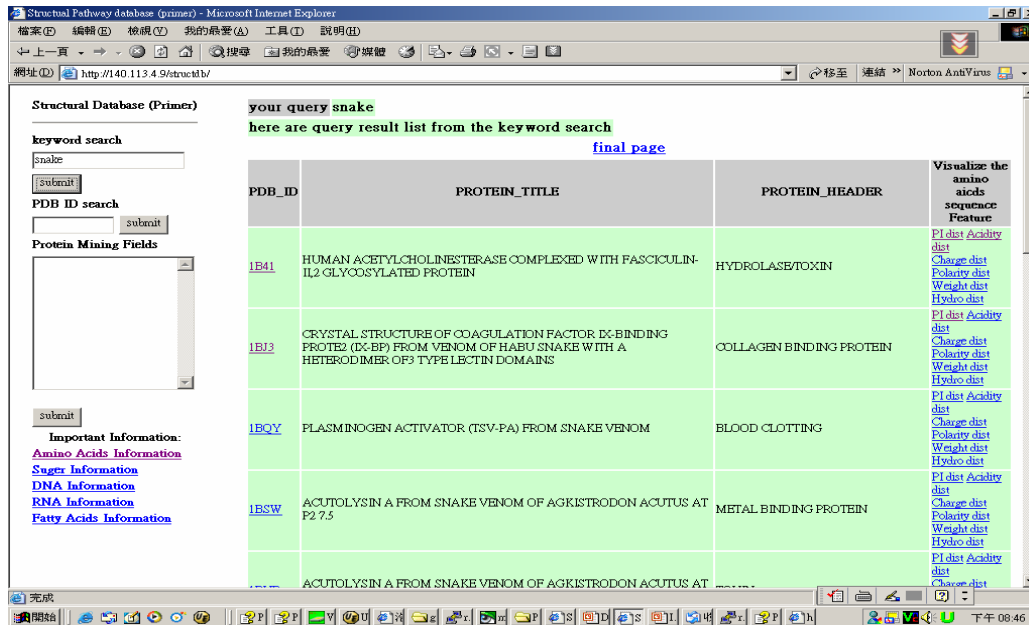 Structual Pathway database (primer) - Microsoft Internet Explorer
檔案(F) 編輯(E) 檢視(V) 我的最愛(A) 工具(T) 說明(H)
上一頁 搜尋 我的最愛 媒體
網址(D) http://140.113.4.9/structdb/ 移至 連結 » Norton AntiVirus
Structural Database (Primer)
keyword search
snake
submit
PDB ID search
submit
Protein Mining Fields
submit
Important Information:
Amino Acids Information
Suger Information
DNA Information
RNA Information
Fatty Acids Information
your query snake
here are query result list from the keyword search
final page
PDB_ID PROTEIN_TITLE PROTEIN_HEADER Visualize the
amino
aicds
sequence
Feature
1B41 HUMAN ACETYLCHOLINESTERASE COMPLEXED WITH FASCICULIN-
II,2 GLYCOSYLATED PROTEIN
HYDROLASE/TOXIN
PI dist Acidity
dist
Charge dist
Polarity dist
Weight dist
Hydro dist
1BJ3 CRYSTAL STRUCTURE OF COAGULATION FACTOR IX-BINDING
PROTE2 (IX-BP) FROM VENOM OF HABU SNAKE WITH A
HETERODIMER OF3 TYPE LECTIN DOMAINS
COLLAGEN BINDING PROTEIN
PI dist Acidity
dist
Charge dist
Polarity dist
Weight dist
Hydro dist
1BQY PLASMINOGEN ACTIVATOR (TSV-PA) FROM SNAKE VENOM BLOOD CLOTTING
PI dist Acidity
dist
Charge dist
Polarity dist
Weight dist
Hydro dist
1BSW ACUTOLYSIN A FROM SNAKE VENOM OF AGKISTRODON ACUTUS AT
P2 7.5
METAL BINDING PROTEIN
PI dist Acidity
dist
Charge dist
Polarity dist
Weight dist
Hydro dist
ACUTOLYSIN A FROM SNAKE VENOM OF AGKISTRODON ACUTUS AT
PI dist Acidity
dist
Charge dist
完成
開始 下午 08:46